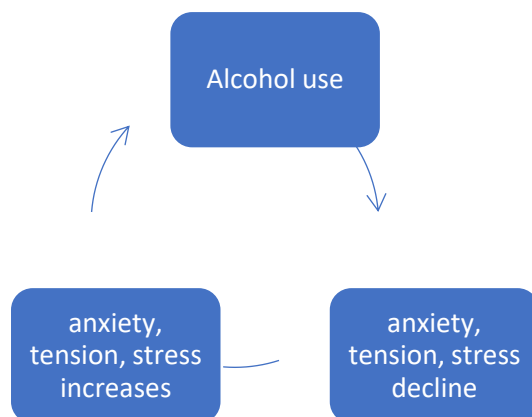 Alcohol use
anxiety,
tension, stress
increases
anxiety,
tension, stress
decline